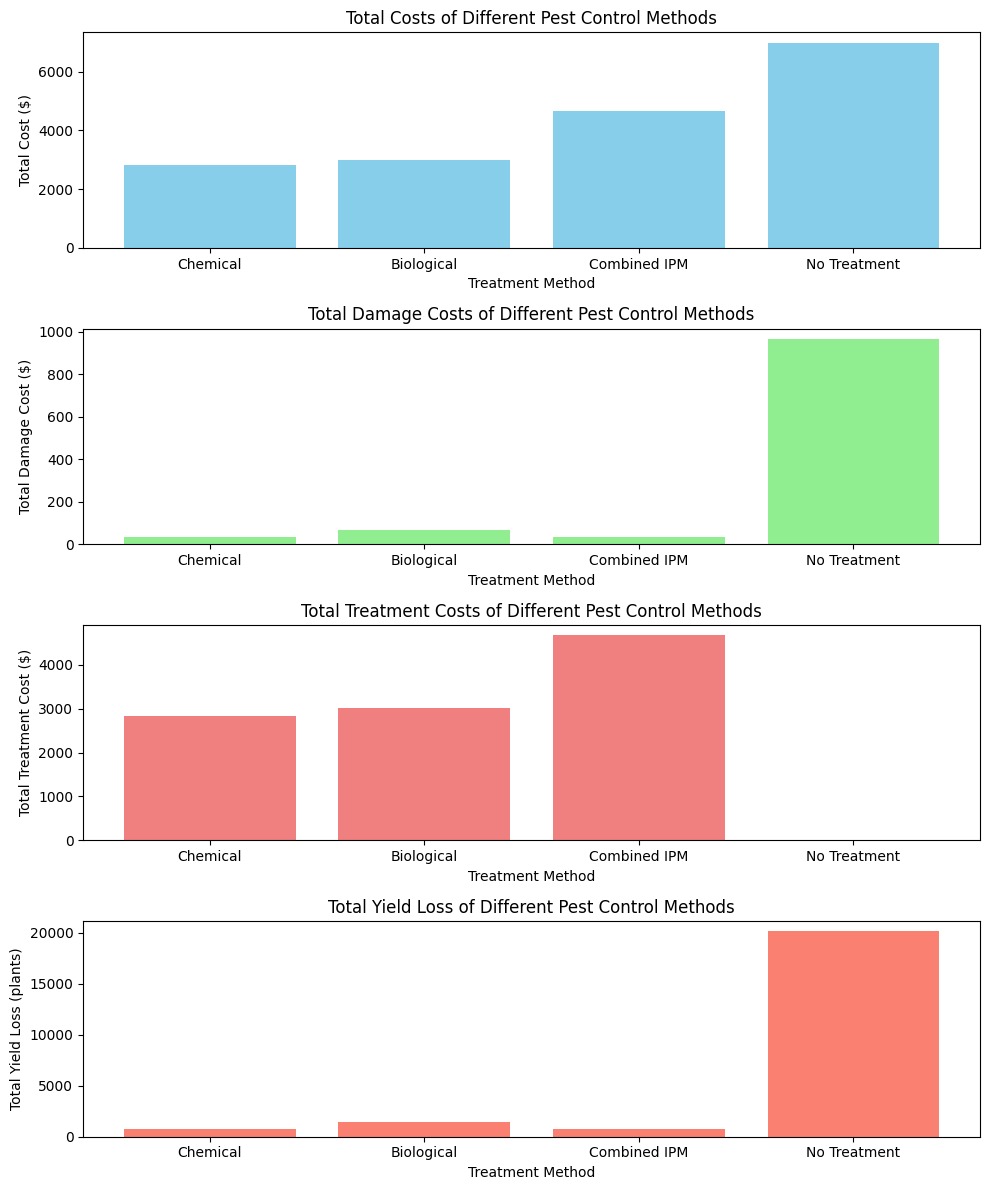 Total Costs of Different Pest Control Methods
Total Cost ($)
6000
4000
2000
0
Chemical Biological Combined IPM No Treatment
Treatment Method
Total Damage Costs of Different Pest Control Methods
Total Damage Cost ($)
1000
800
600
400
200
0
Chemical Biological Combined IPM No Treatment
Treatment Method
Total Treatment Costs of Different Pest Control Methods
Total Treatment Cost ($)
4000
3000
2000
1000
0
Chemical Biological Combined IPM No Treatment
Treatment Method
Total Yield Loss of Different Pest Control Methods
Total Yield Loss (plants)
20000
15000
10000
5000
0
Chemical Biological Combined IPM No Treatment
Treatment Method